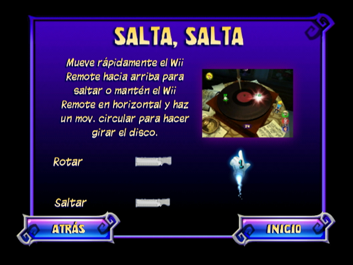 SALTA, SALTA
Mueve rápidamente el Wii
Remote hacia arriba para
saltar o mantén el Wii
Remote en horizontal y haz
un mov. circular para hacer
girar el disco.
Rotar
Saltar
ATRÁS
INICIO